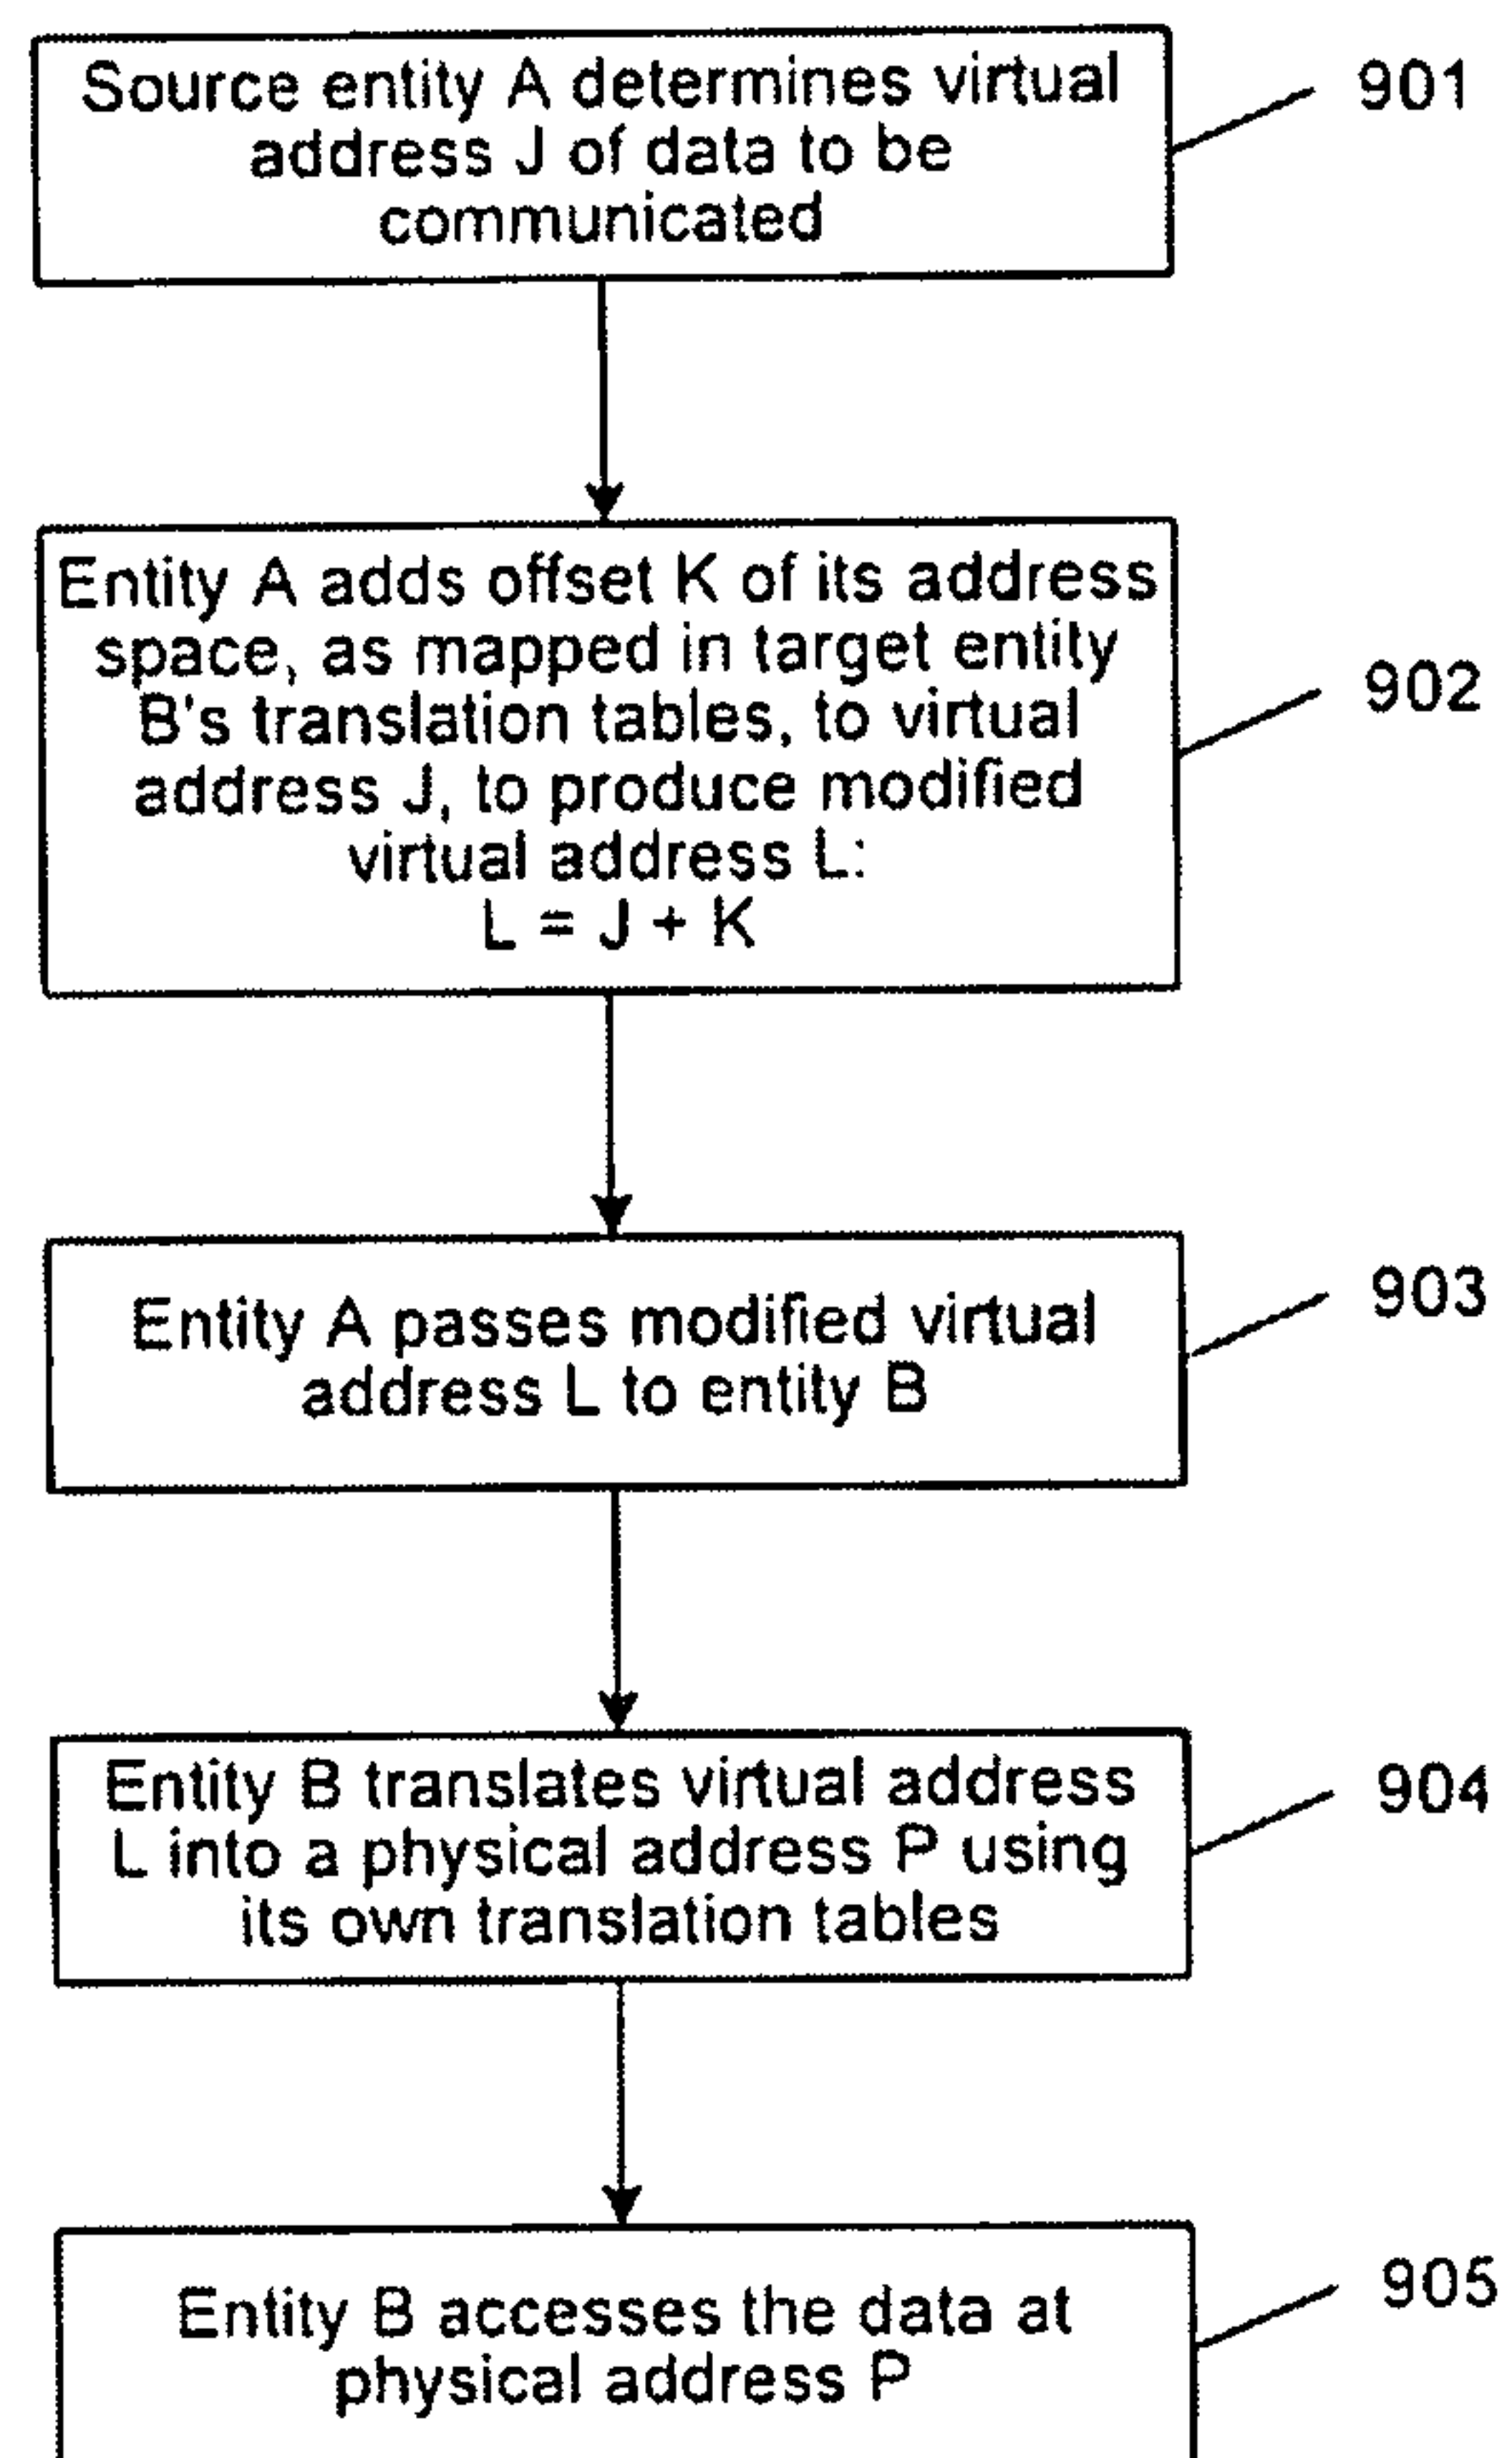 Source entity A determines virtual
address J of data to be
communicated
901
Entity A adds offset K of its address
space, as mapped in target entity
B's translation tables, to virtual
address J, to produce modified
virtual address L:
L = J + K
902
Entity A passes modified virtual
address L to entity B
903
Entity B translates virtual address
L into a physical address P using
its own translation tables
904
Entity B accesses the data at
physical address P
905